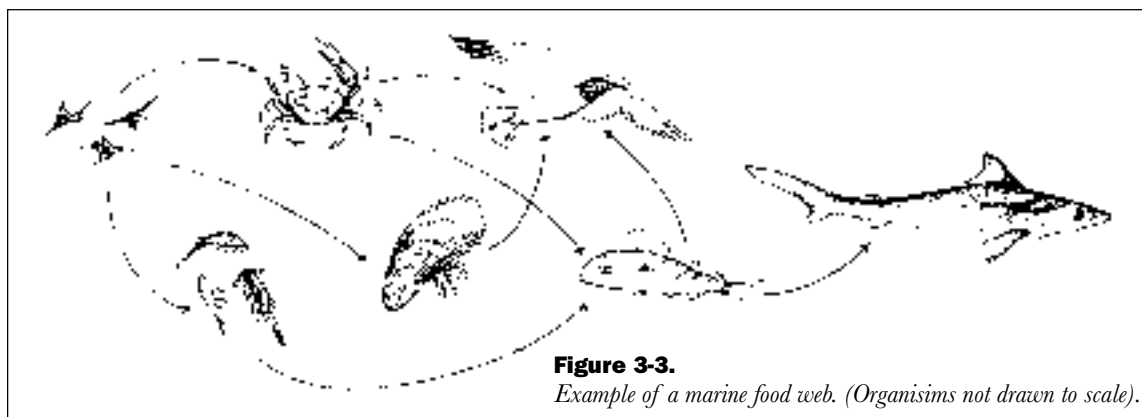 Figure 3-3.
Example of a marine food web. (Organisims not drawn to scale).